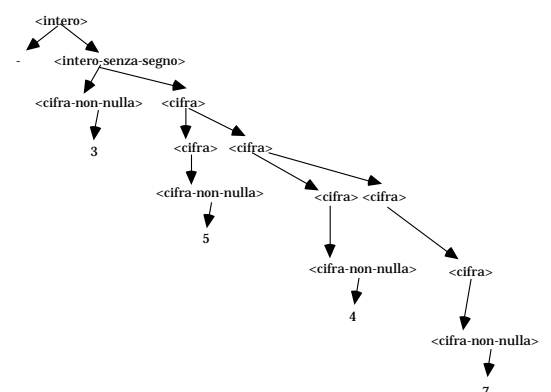 <intero>
- <intero-senza-segno>
<cifra-non-nulla> <cifra>
3 <cifra> <cifra>
<cifra-non-nulla> <cifra> <cifra>
5
<cifra-non-nulla> <cifra>
4
<cifra-non-nulla>
7